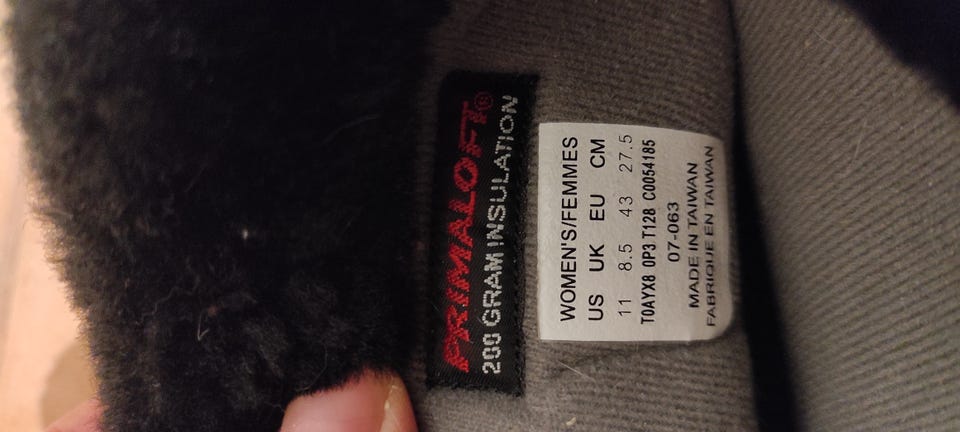 PRIMALOFT®
200 GRAM INSULATION
WOMEN'S/FEMMES
US UK EU CM
11 8.5 43 27.5
T0AYX8 0P3 T128 C0054185
07-063
MADE IN TAIWAN
FABRIQUE EN TAIWAN